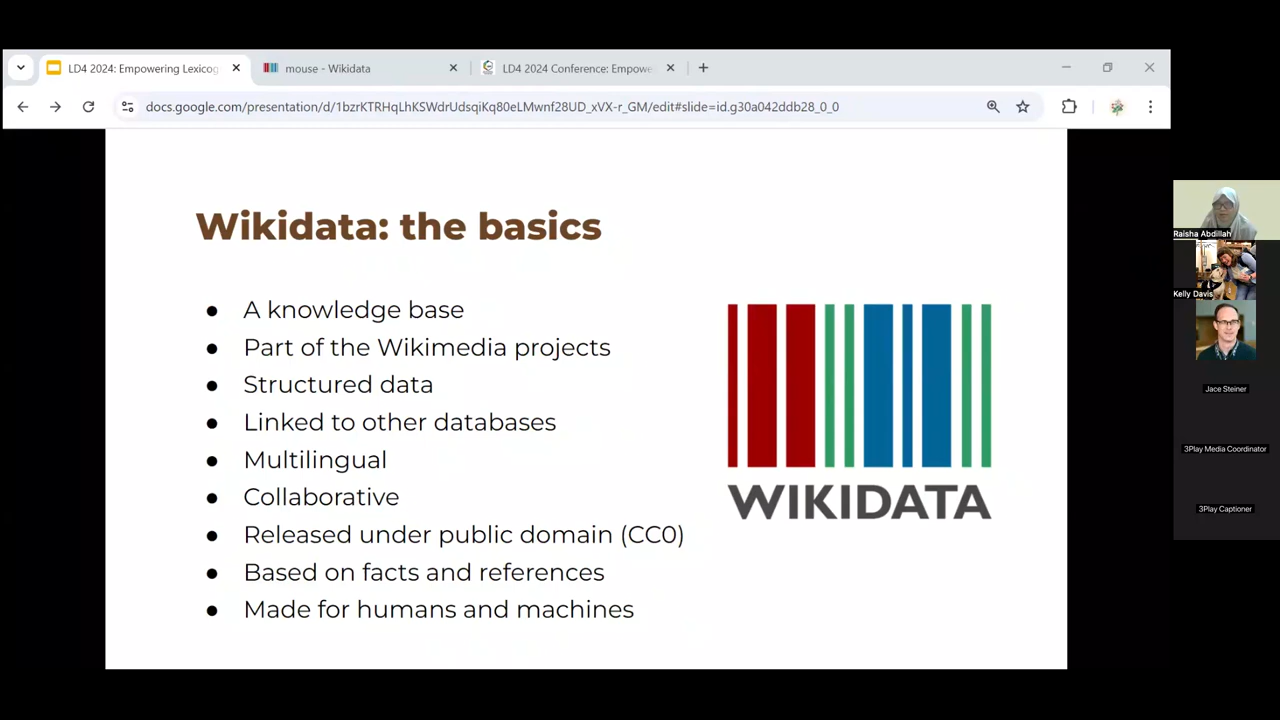 LD4 2024: Empowering Lexicog
mouse - Wikidata
LD4 2024 Conference: Empowe
docs.google.com/presentation/d/1bzrKTRHqLhKSWdrUdsqiKq80eLMwnf28UD_xVX-r_GM/edit#slide=id.g30a042ddb28_0_0
Wikidata: the basics
● A knowledge base
● Part of the Wikimedia projects
● Structured data
● Linked to other databases
● Multilingual
● Collaborative
● Released under public domain (CC0)
● Based on facts and references
● Made for humans and machines
WIKIDATA
Raisha Abdillah
Kelly Davis
Jace Steiner
3Play Media Coordinator
3Play Captioner